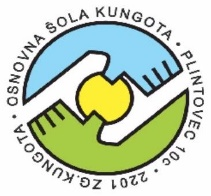 OSNOVNA ŠOLA KUNGOTA • PLINTOVEC 10c • 2201 ZG.KUNGOTA •